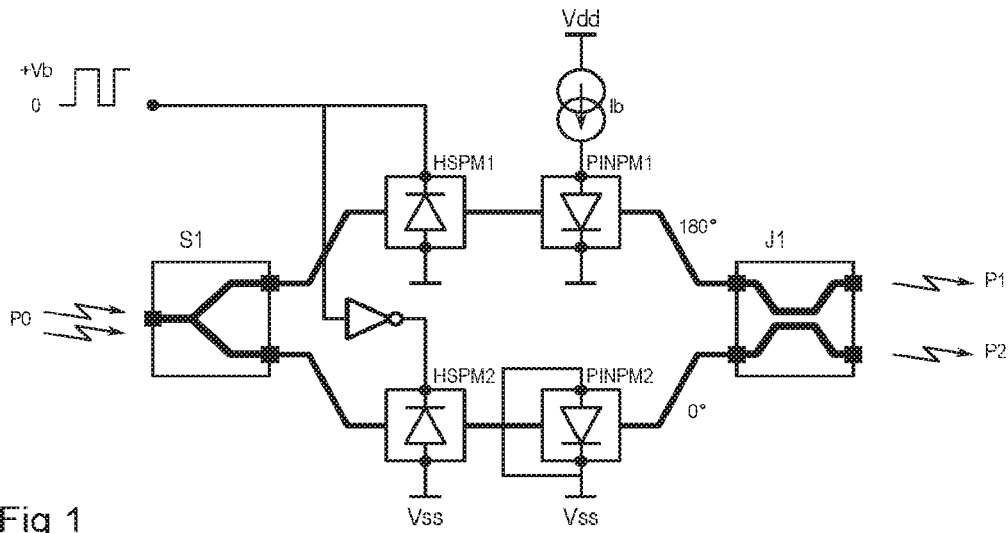 Vdd
+Vb
0
Ib
HSPM1
PINPM1
S1
180°
J1
P0
P1
P2
HSPM2
PINPM2
0°
Vss
Vss
Fig 1